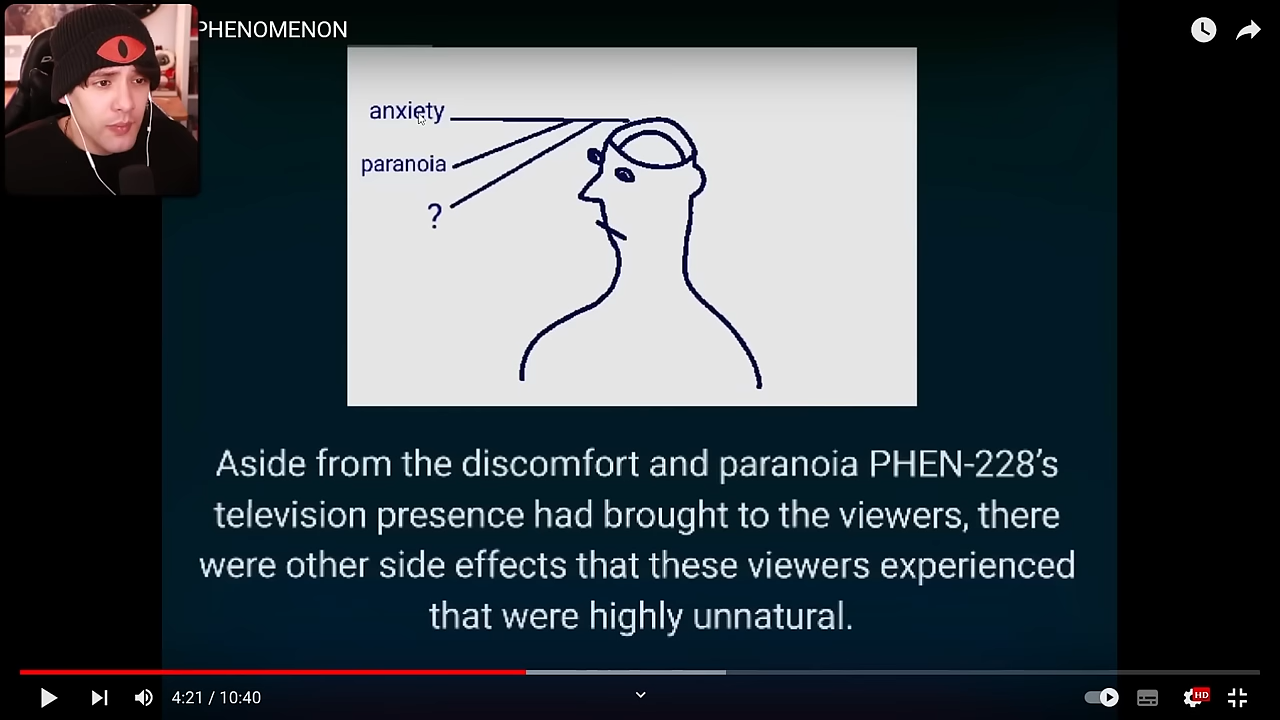 PHENOMENON
anxiety
paranoia
?
Aside from the discomfort and paranoia PHEN-228's
television presence had brought to the viewers, there
were other side effects that these viewers experienced
that were highly unnatural.
4:21 / 10:40
HD